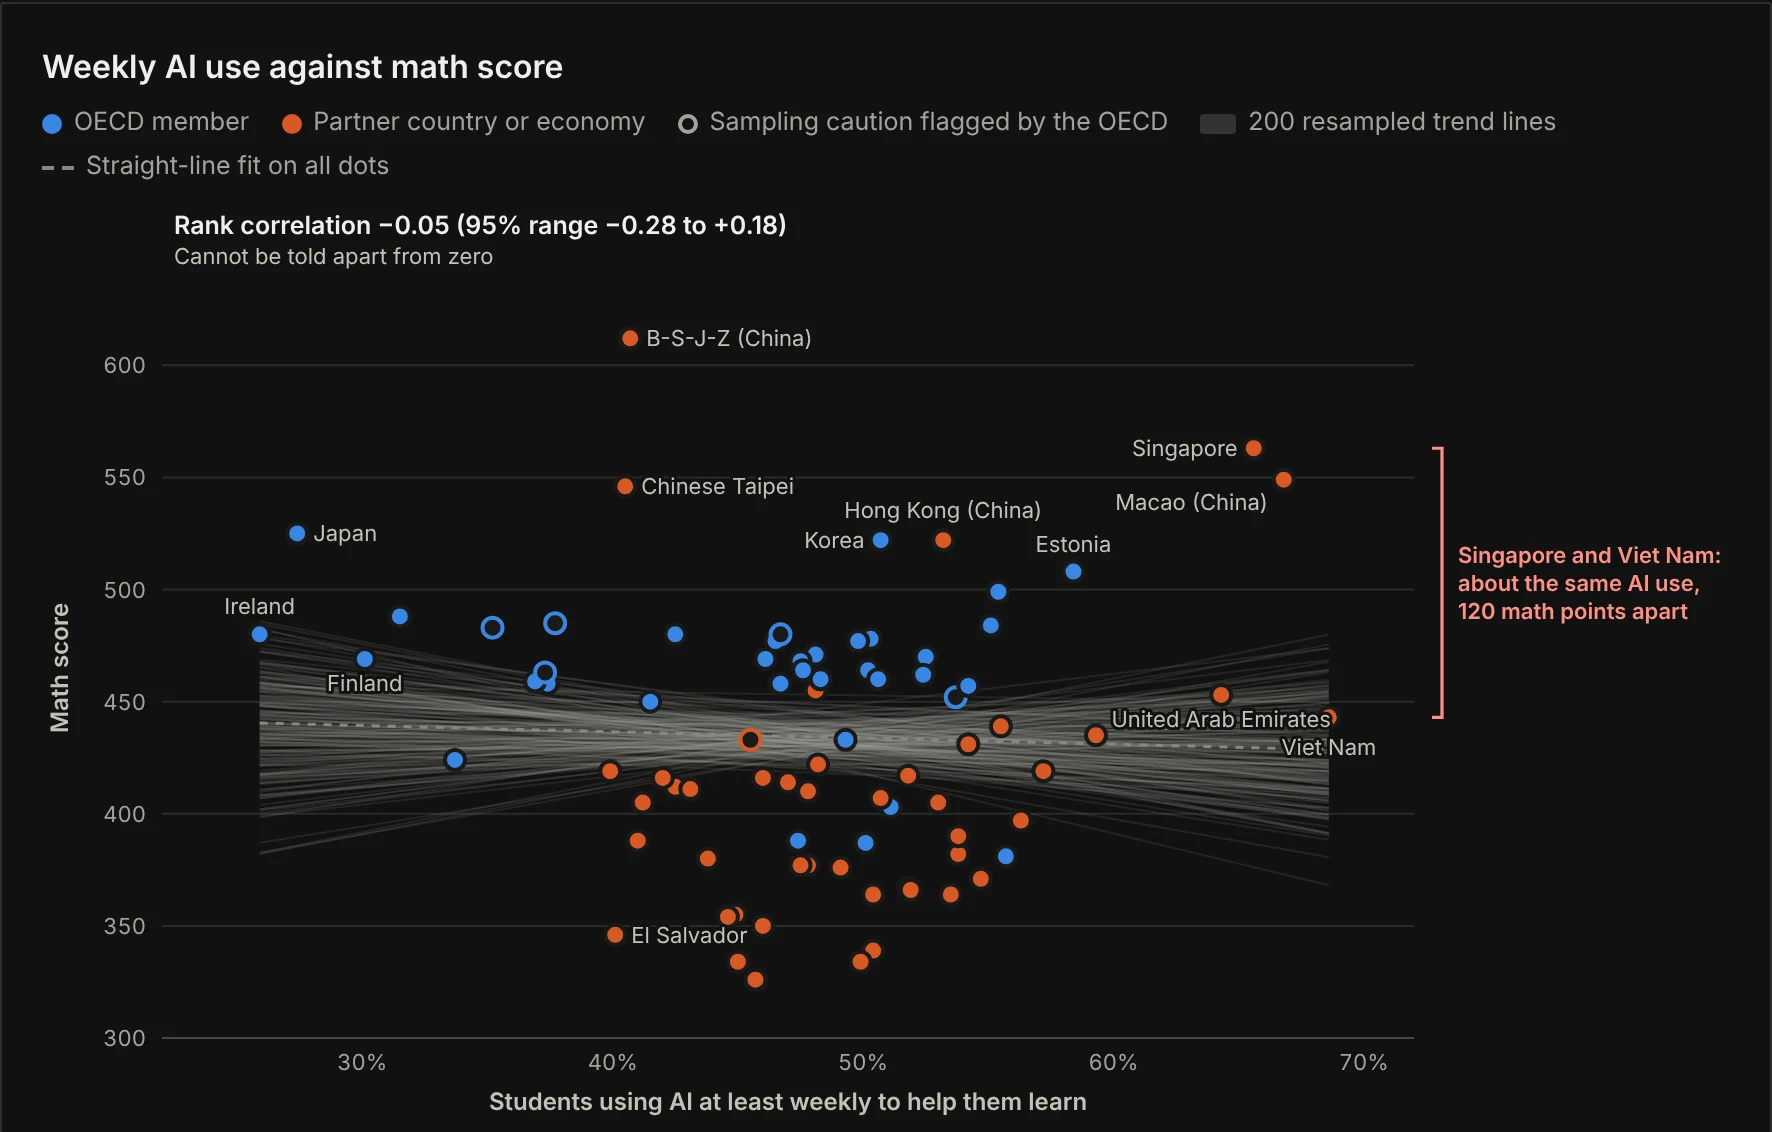 Weekly AI use against math score
OECD member
Partner country or economy
Sampling caution flagged by the OECD
200 resampled trend lines
Straight-line fit on all dots
Rank correlation −0.05 (95% range −0.28 to +0.18)
Cannot be told apart from zero
B-S-J-Z (China)
600
Singapore
550
Chinese Taipei
Macao (China)
Hong Kong (China)
Japan
Korea
Estonia
Singapore and Viet Nam:
about the same AI use,
120 math points apart
500
Ireland
Finland
450
United Arab Emirates
Viet Nam
Math score
400
350
El Salvador
300
30%
40%
50%
60%
70%
Students using AI at least weekly to help them learn